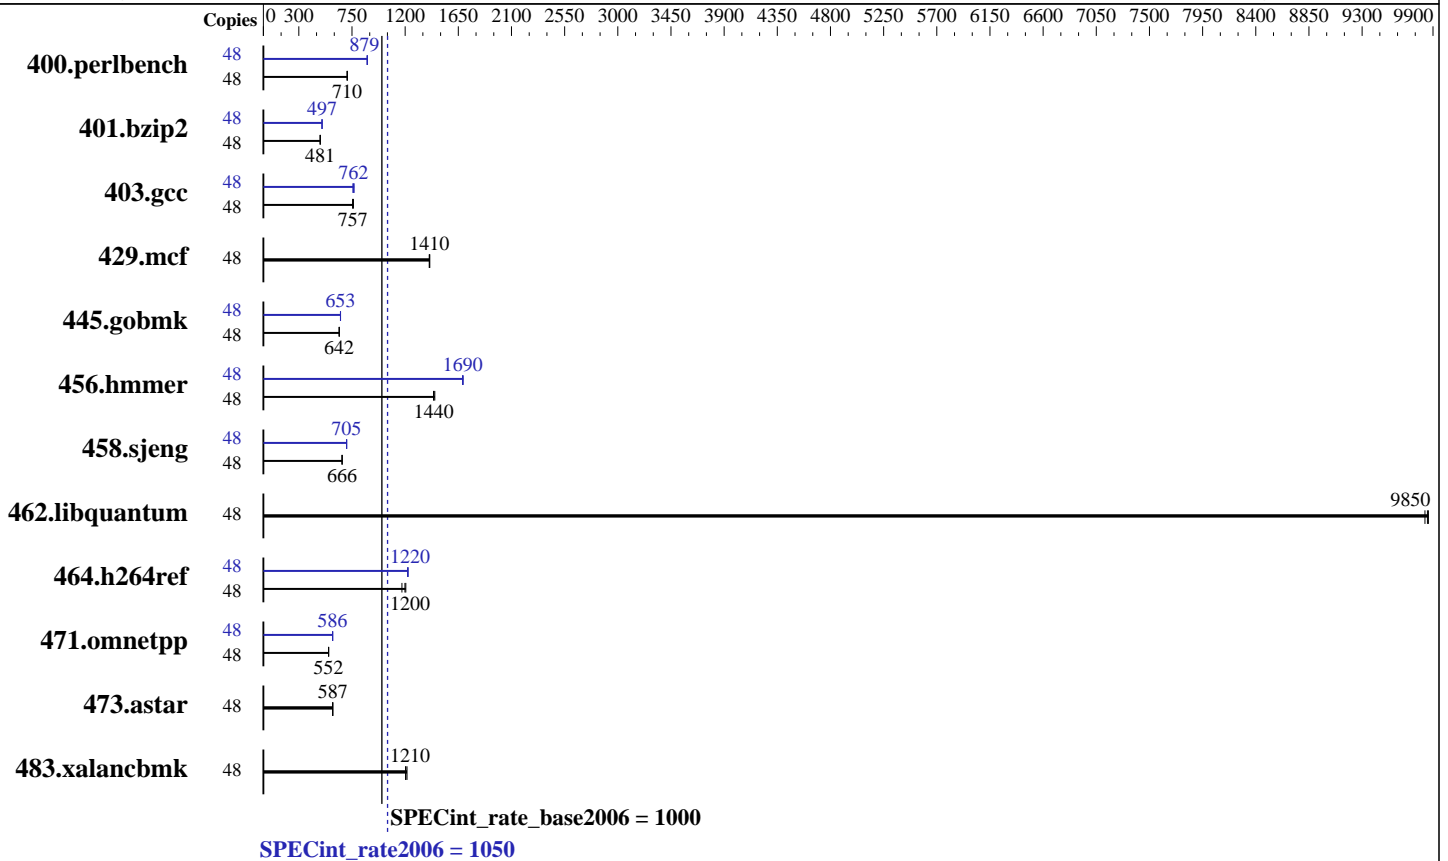 Copies 0 300 750 1200 1650 2100 2550 3000 3450 3900 4350 4800 5250 5700 6150 6600 7050 7500 7950 8400 8850 9300 9900
400.perlbench 48 879
48 710
401.bzip2 48 497
48 481
403.gcc 48 762
48 757
429.mcf 48 1410
445.gobmk 48 653
48 642
456.hmmer 48 1690
48 1440
458.sjeng 48 705
48 666
462.libquantum 48 9850
464.h264ref 48 1220
48 1200
471.omnetpp 48 586
48 552
473.astar 48 587
483.xalancbmk 48 1210
SPECint_rate_base2006 = 1000
SPECint_rate2006 = 1050